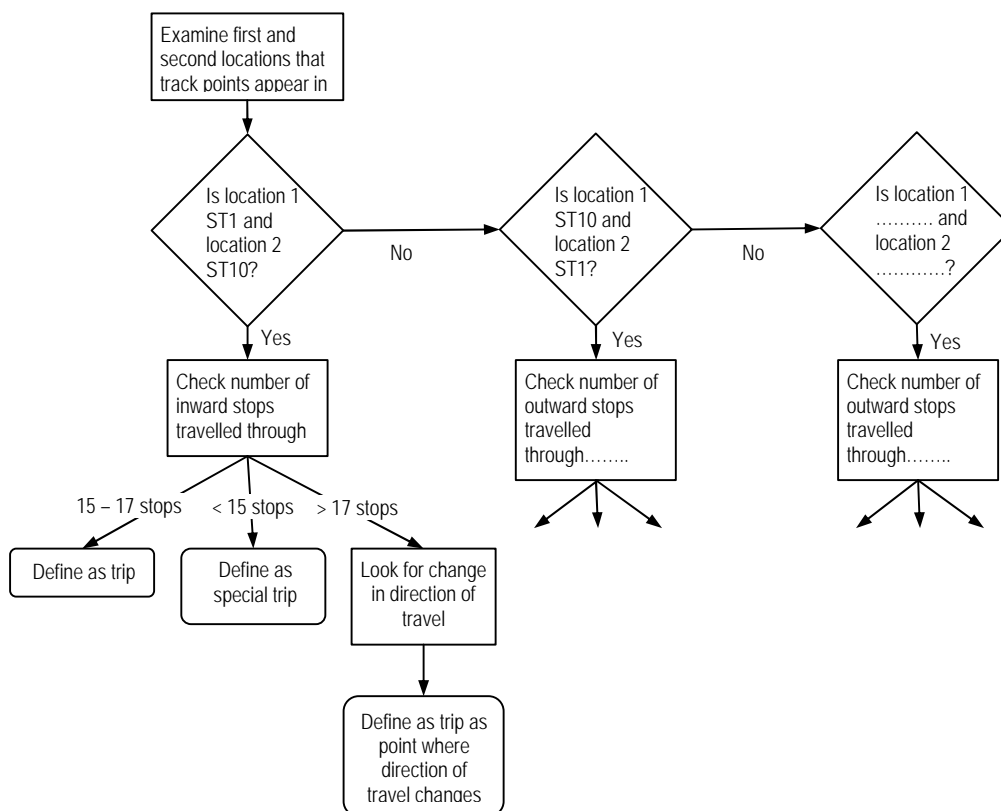 Examine first and
second locations that
track points appear in
Is location 1
ST1 and
location 2
ST10?
No
Is location 1
ST10 and
location 2
ST1?
No
Is location 1
………. and
location 2
…………?
Yes
Yes
Yes
Check number of
inward stops
travelled through
Check number of
outward stops
travelled
through……..
Check number of
outward stops
travelled
through……..
15 – 17 stops
< 15 stops
> 17 stops
Define as trip
Define as
special trip
Look for change
in direction of
travel
Define as trip as
point where
direction of
travel changes